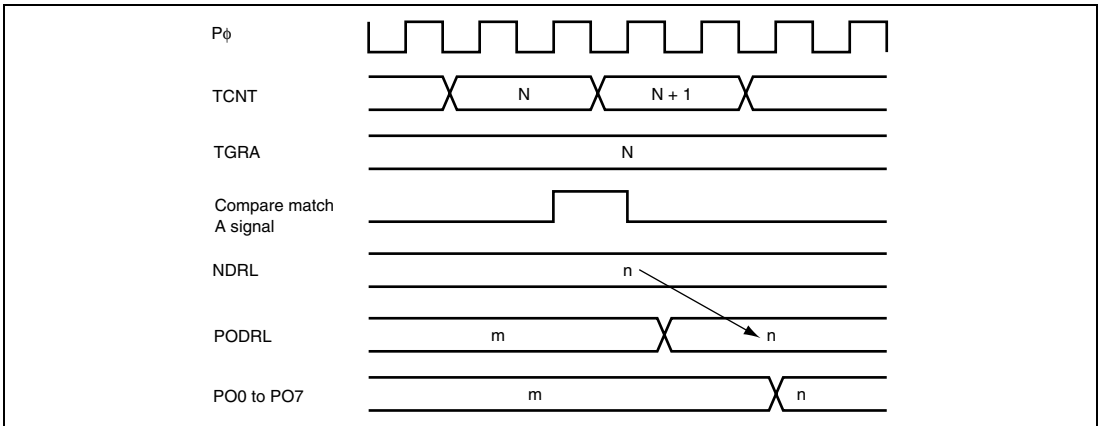 Pφ
TCNT
N
N + 1
TGRA
N
Compare match
A signal
NDRL
n
PODRL
m
n
PO0 to PO7
m
n